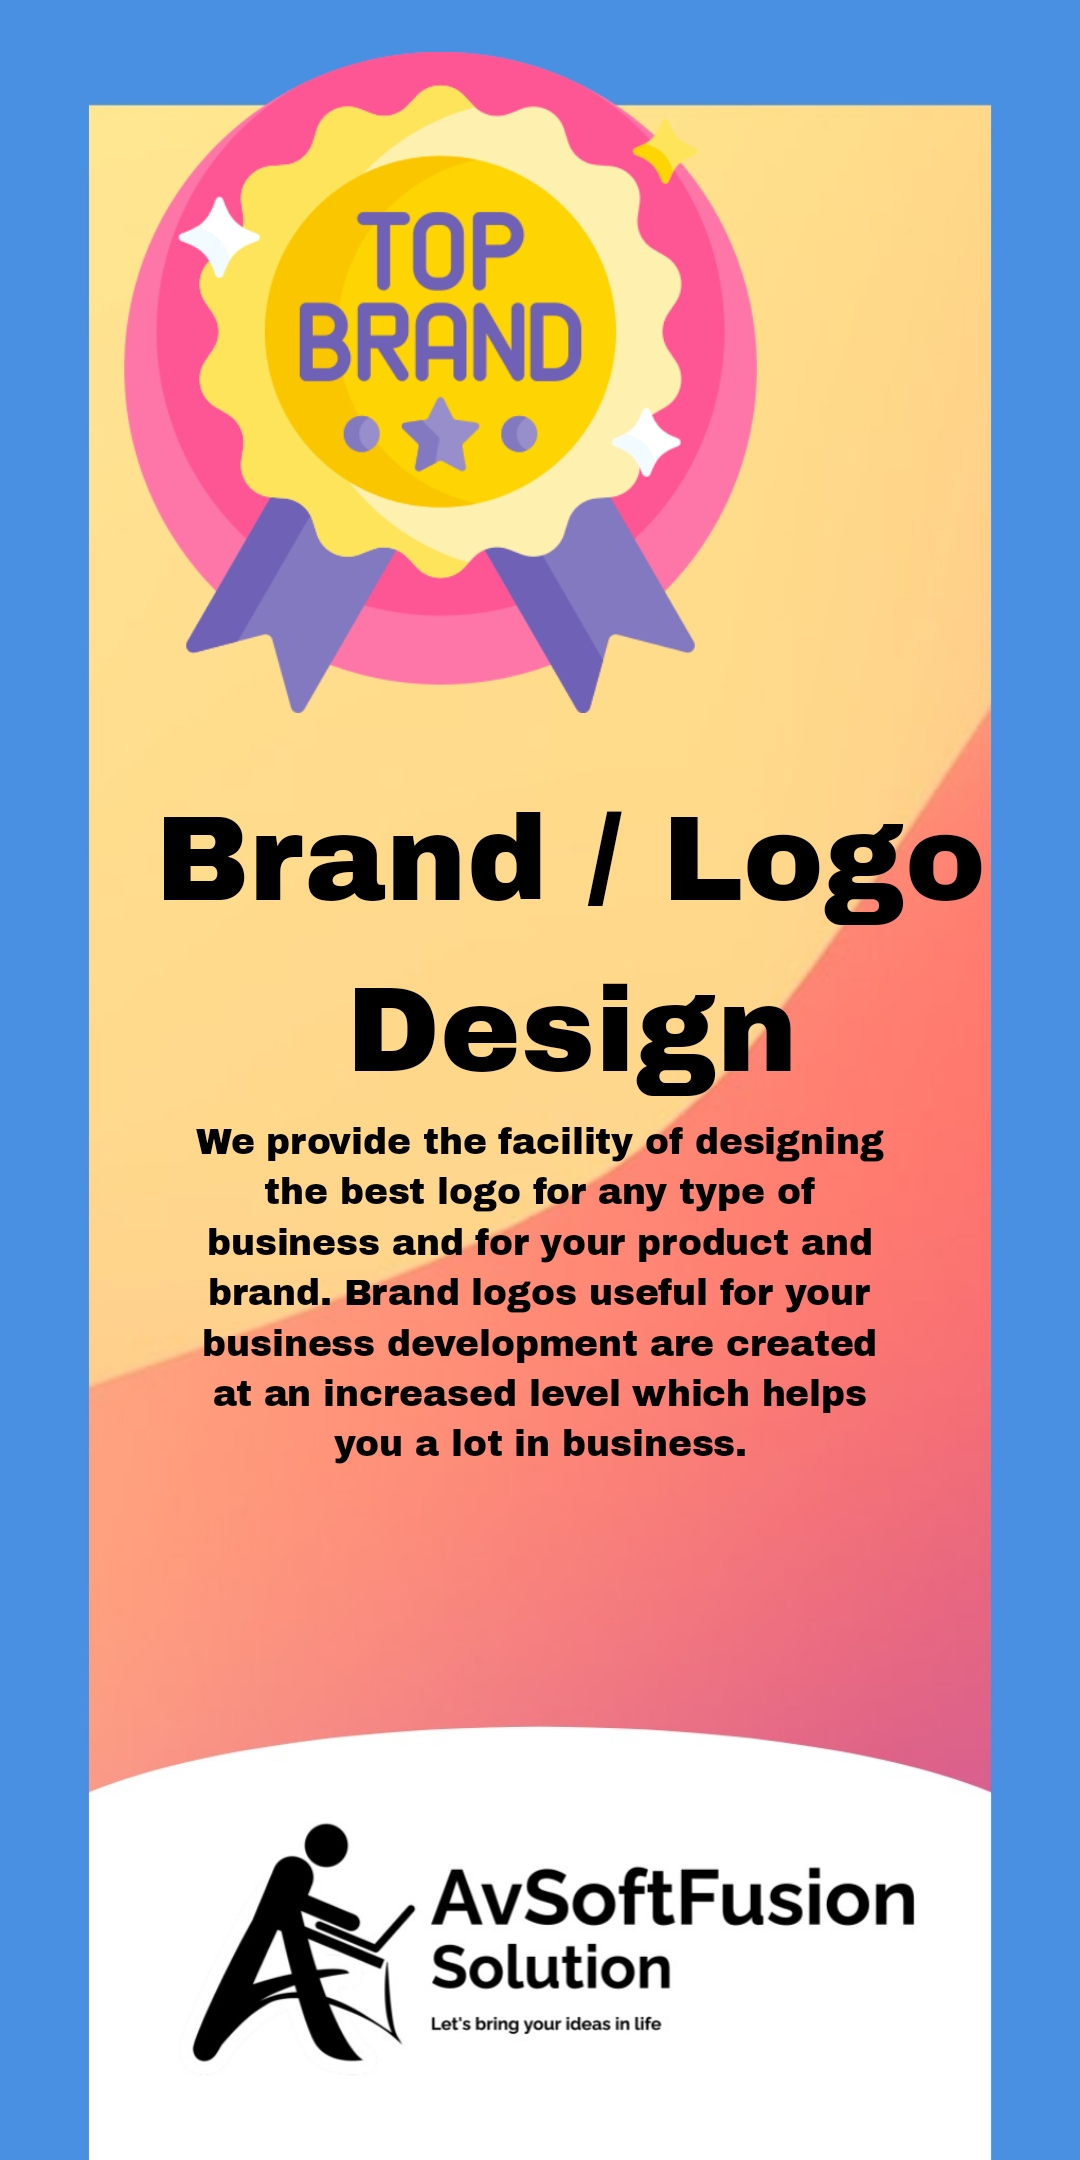 TOP
BRAND
Brand / Logo
Design
We provide the facility of designing
the best logo for any type of
business and for your product and
brand. Brand logos useful for your
business development are created
at an increased level which helps
you a lot in business.
AvSoftFusion
Solution
Let's bring your ideas in life